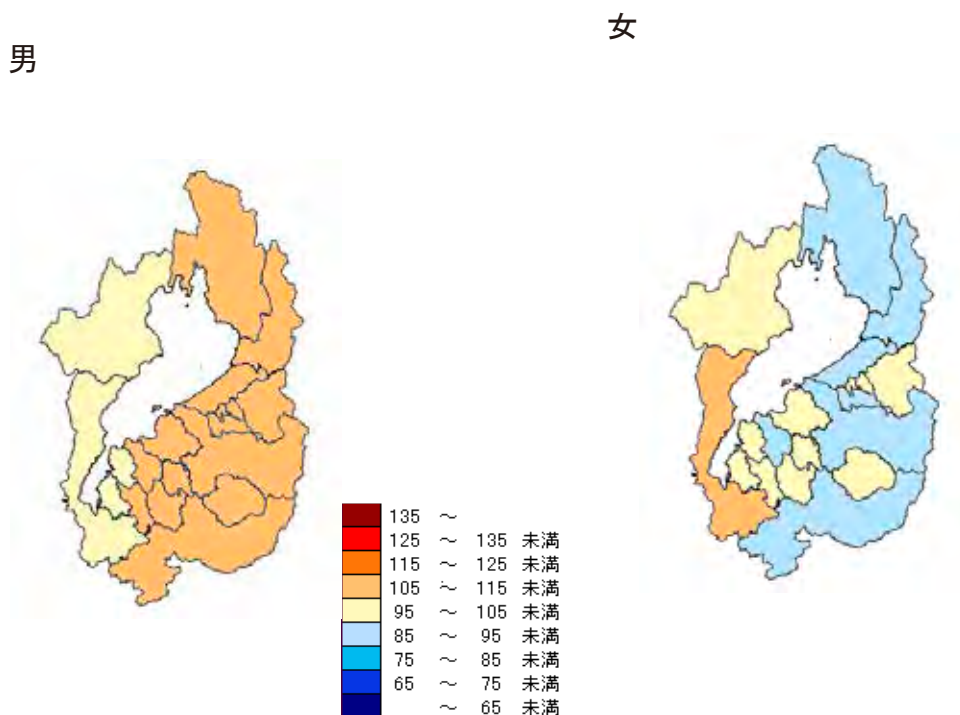 男
女
135 ～
125 ～ 135 未満
115 ～ 125 未満
105 ～ 115 未満
95 ～ 105 未満
85 ～ 95 未満
75 ～ 85 未満
65 ～ 75 未満
～ 65 未満